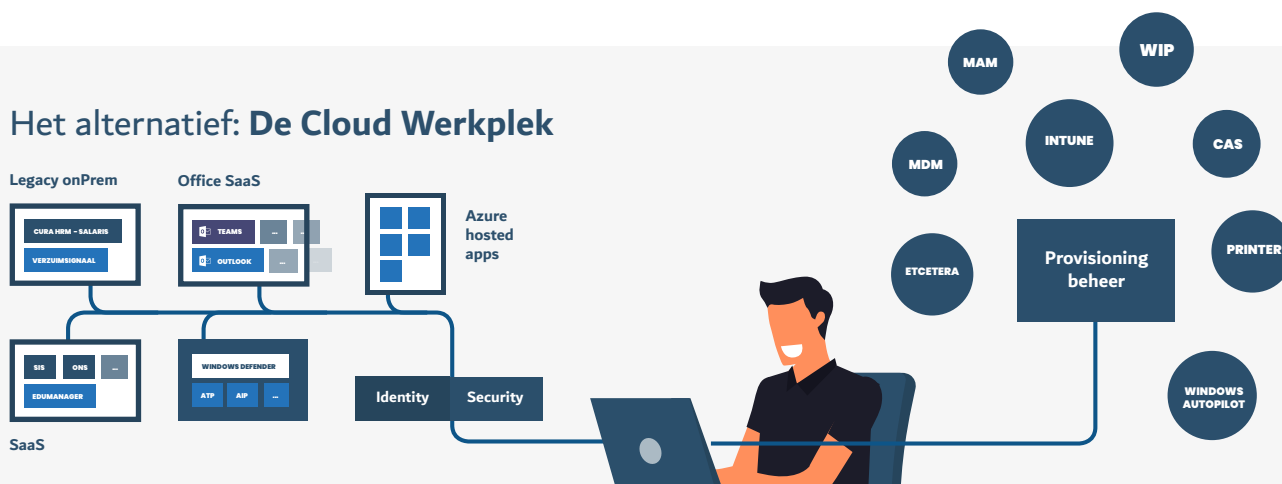 Het alternatief: De Cloud Werkplek
Legacy onPrem
CURA HRM - SALARIS
VERZUIMSIGNAAL
Office SaaS
TEAMS
...
...
OUTLOOK
...
...
Azure
hosted
apps
SIS
ONS
...
EDUMANAGER
SaaS
WINDOWS DEFENDER
ATP
AIP
...
Identity
Security
MAM
WIP
INTUNE
CAS
MDM
ETCETERA
Provisioning
beheer
PRINTER
WINDOWS
AUTOPILOT